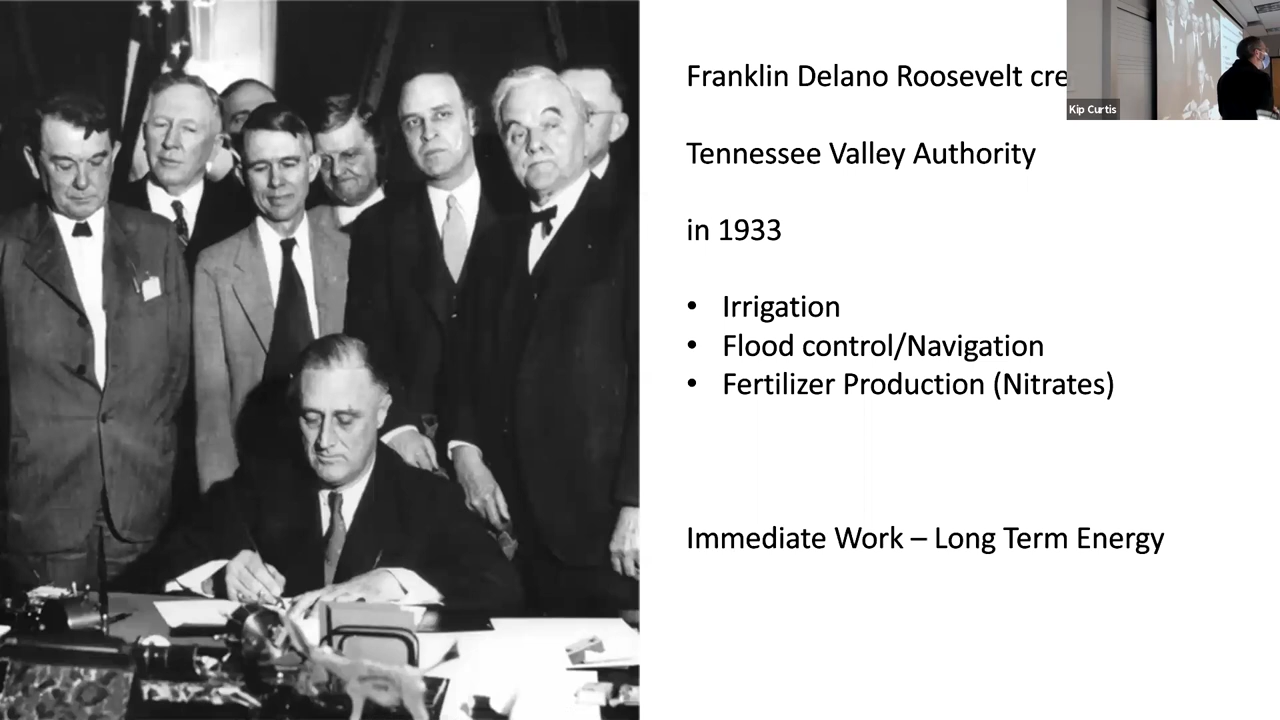 Franklin Delano Roosevelt cre
Kip Curtis
Tennessee Valley Authority
in 1933
• Irrigation
• Flood control/Navigation
• Fertilizer Production (Nitrates)
Immediate Work – Long Term Energy